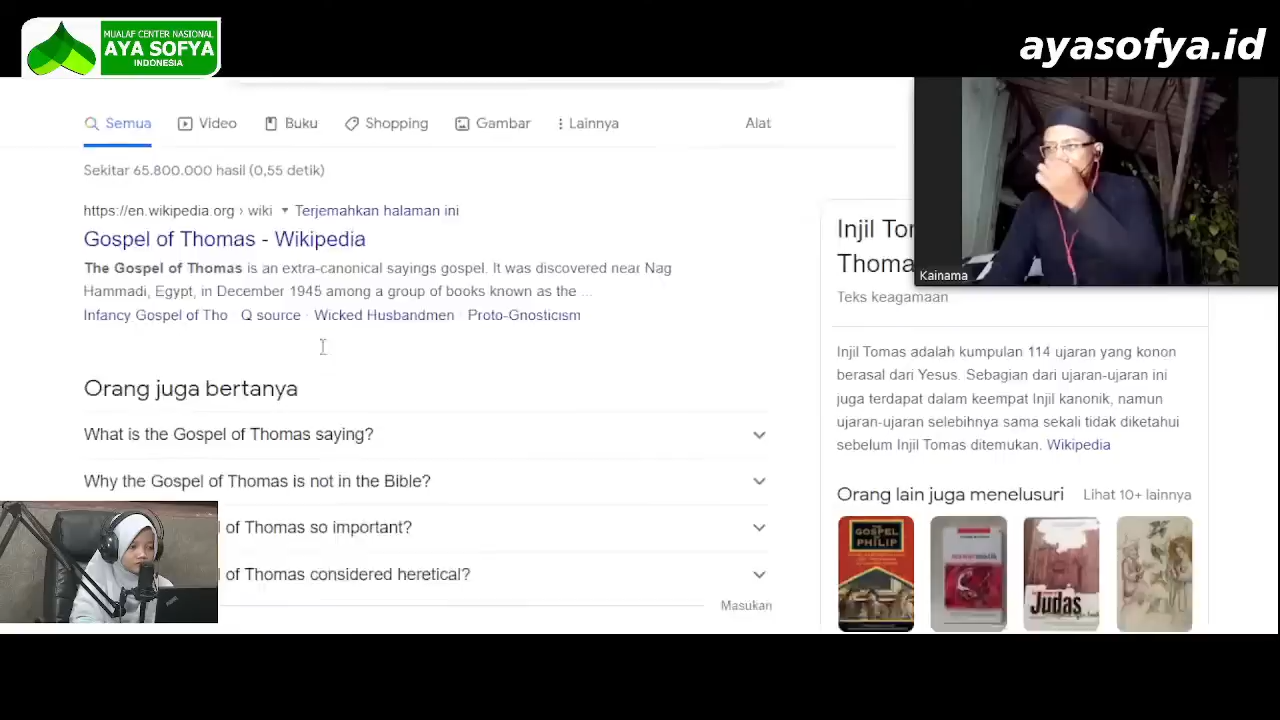 MUALAF CENTER NASIONAL
AYA SOFYA
INDONESIA
ayasofya.id
Semua
Video
Buku
Shopping
Gambar
Lainnya
Alat
Sekitar 65.800.000 hasil (0,55 detik)
https://en.wikipedia.org › wiki ▼ Terjemahkan halaman ini
Gospel of Thomas - Wikipedia
The Gospel of Thomas is an extra-canonical sayings gospel. It was discovered near Nag
Hammadi, Egypt, in December 1945 among a group of books known as the ...
Infancy Gospel of Tho · Q source · Wicked Husbandmen · Proto-Gnosticism
Orang juga bertanya
What is the Gospel of Thomas saying?
Why the Gospel of Thomas is not in the Bible?
l of Thomas so important?
l of Thomas considered heretical?
Masukan
Kainama
Injil To
Thoma
Teks keagamaan
Injil Tomas adalah kumpulan 114 ujaran yang konon
berasal dari Yesus. Sebagian dari ujaran-ujaran ini
juga terdapat dalam keempat Injil kanonik, namun
ujaran-ujaran selebihnya sama sekali tidak diketahui
sebelum Injil Tomas ditemukan. Wikipedia
Orang lain juga menelusuri
Lihat 10+ lainnya
THE GOSPEL OF PHILIP
Judas